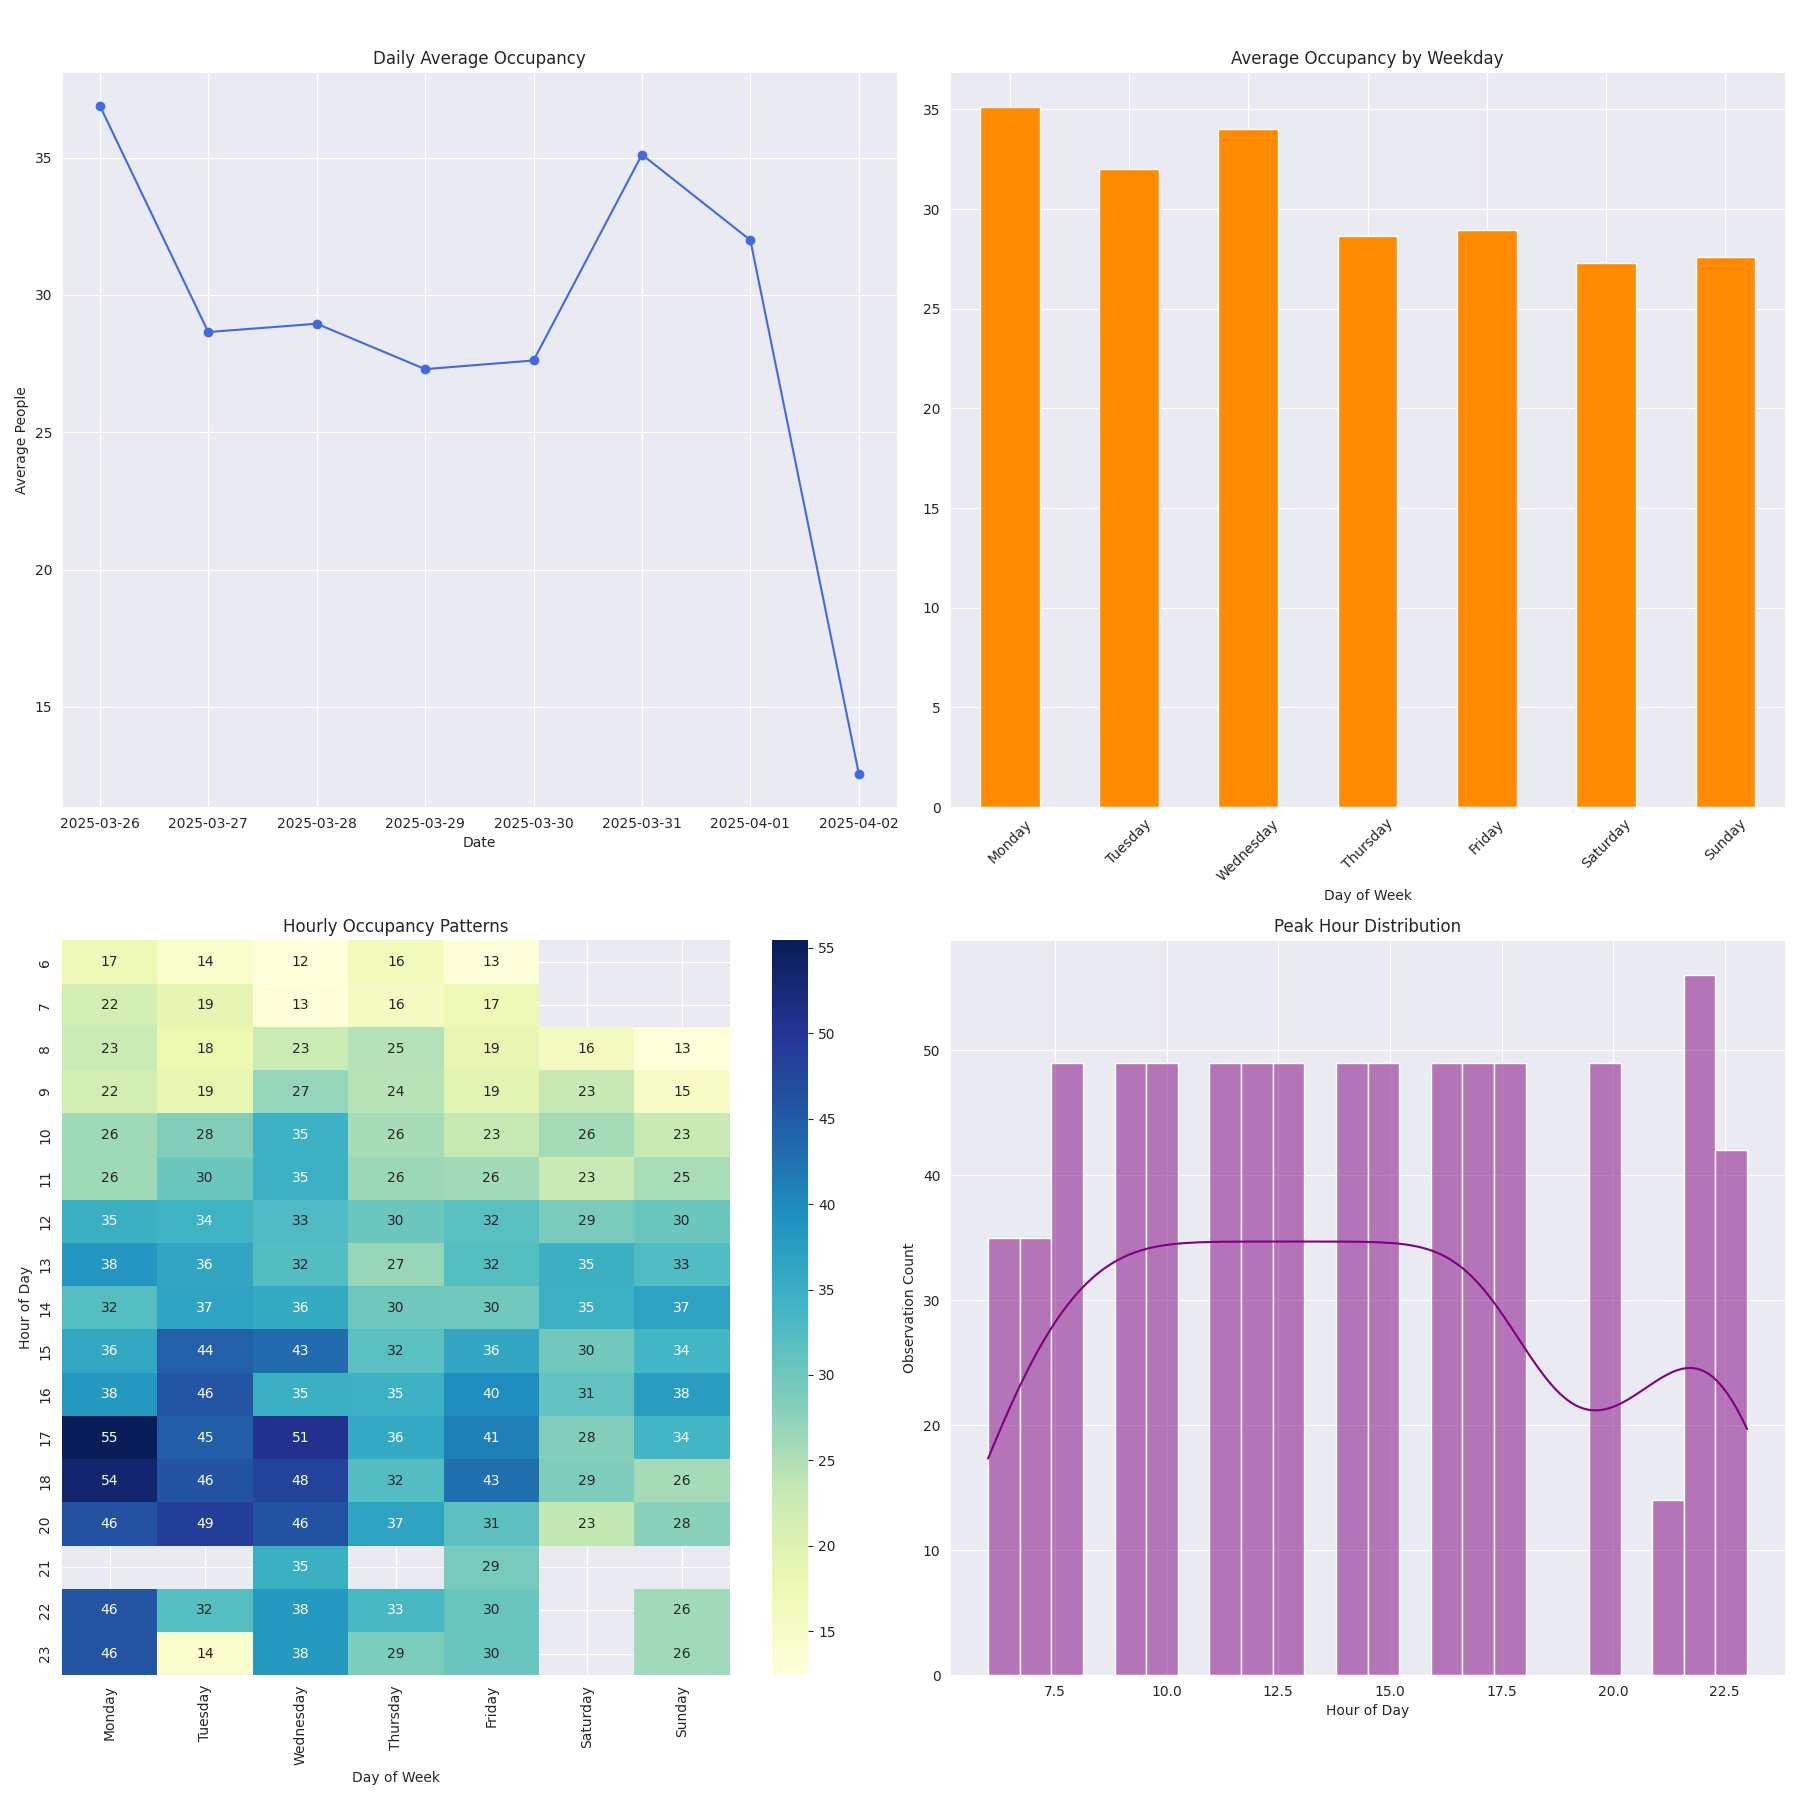 Daily Average Occupancy
Average People
35
30
25
20
15
2025-03-26 2025-03-27 2025-03-28 2025-03-29 2025-03-30 2025-03-31 2025-04-01 2025-04-02
Date
Average Occupancy by Weekday
35
30
25
20
15
10
5
0
Monday Tuesday Wednesday Thursday Friday Saturday Sunday
Day of Week
Hourly Occupancy Patterns
Hour of Day
6 17 14 12 16 13
7 22 19 13 16 17
8 23 18 23 25 19 16 13
9 22 19 27 24 19 23 15
10 26 28 35 26 23 26 23
11 26 30 35 26 26 23 25
12 35 34 33 30 32 29 30
13 38 36 32 27 32 35 33
14 32 37 36 30 30 35 37
15 36 44 43 32 36 30 34
16 38 46 35 35 40 31 38
17 55 45 51 36 41 28 34
18 54 46 48 32 43 29 26
20 46 49 46 37 31 23 28
21 35 29
22 46 32 38 33 30 26
23 46 14 38 29 30 26
Monday Tuesday Wednesday Thursday Friday Saturday Sunday
Day of Week
55
50
45
40
35
30
25
20
15
Peak Hour Distribution
Observation Count
50
40
30
20
10
0
7.5 10.0 12.5 15.0 17.5 20.0 22.5
Hour of Day